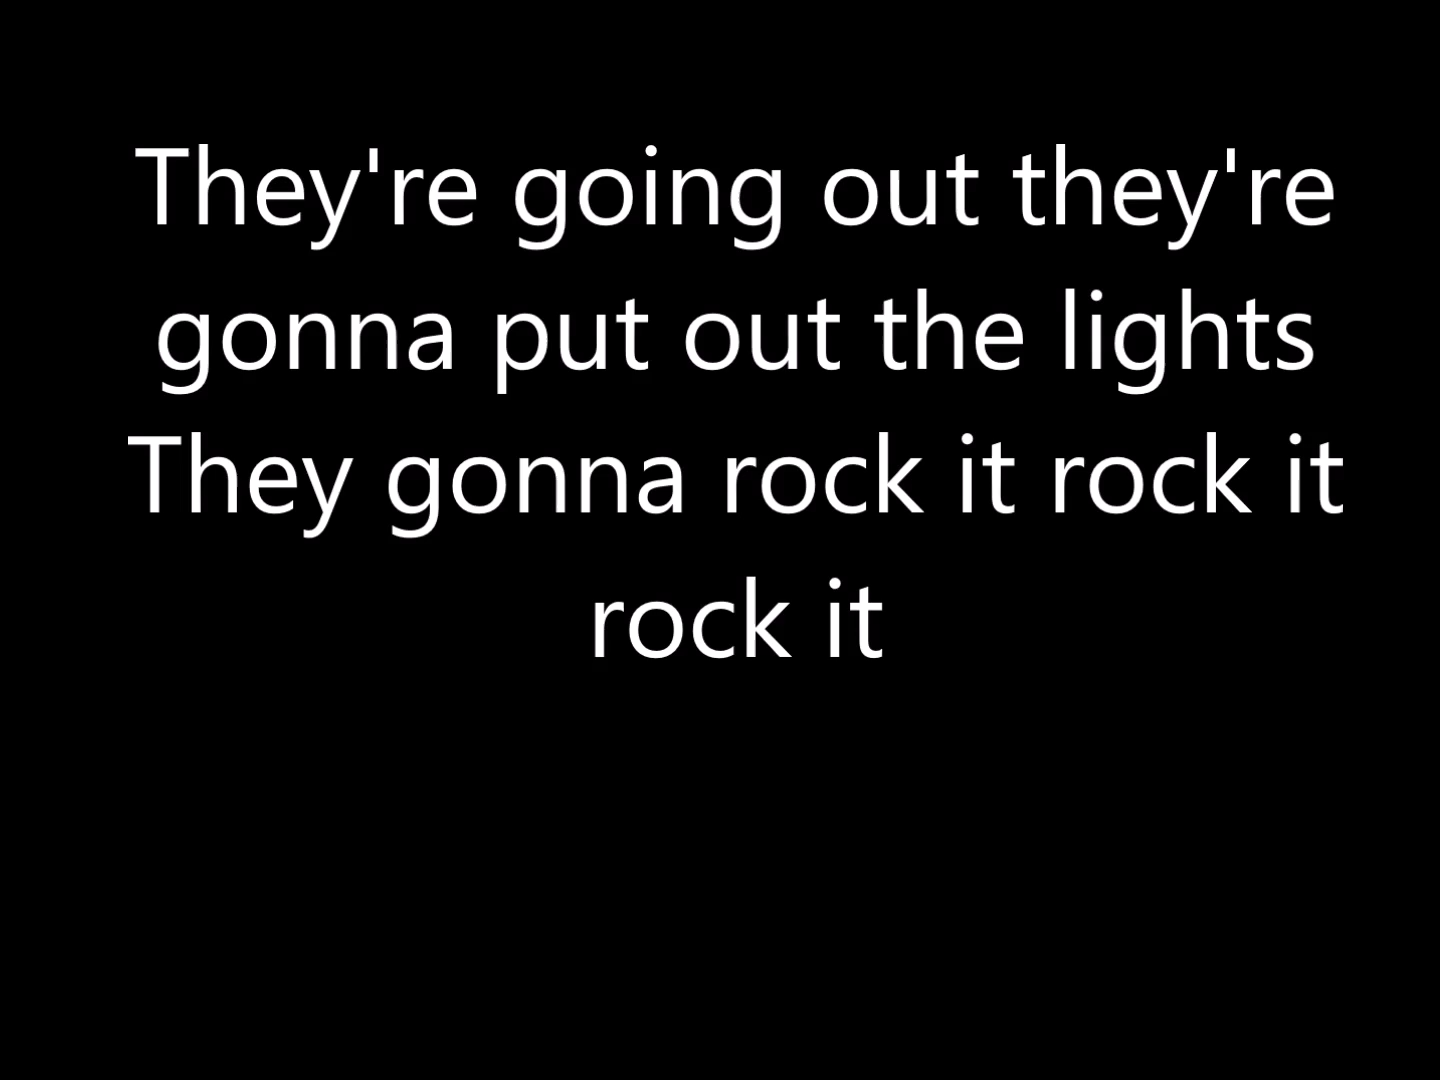 They're going out they're
gonna put out the lights
They gonna rock it rock it
rock it